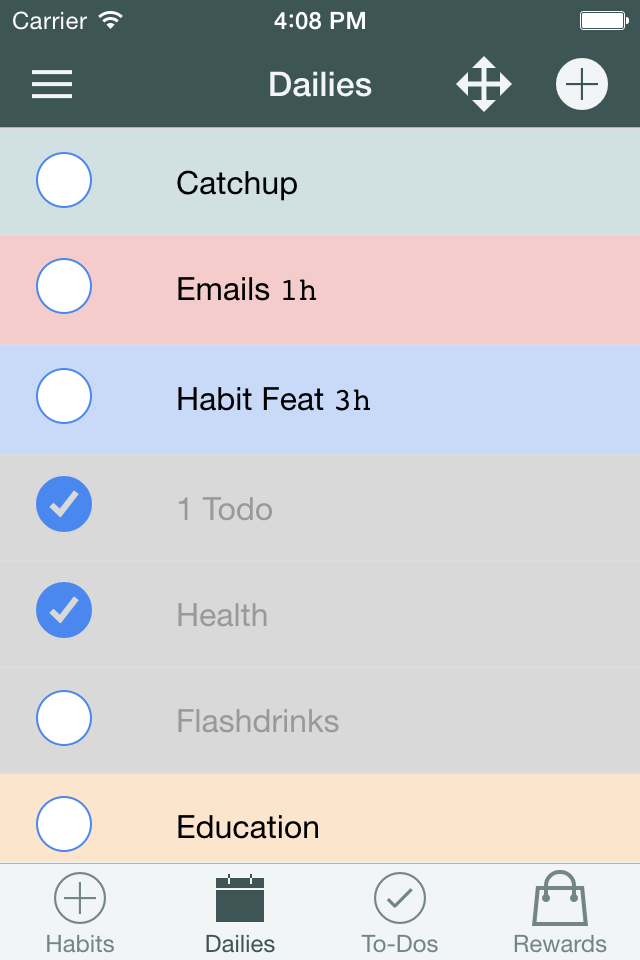 Carrier 4:08 PM
Dailies
Catchup
Emails 1h
Habit Feat 3h
1 Todo
Health
Flashdrinks
Education
Habits Dailies To-Dos Rewards